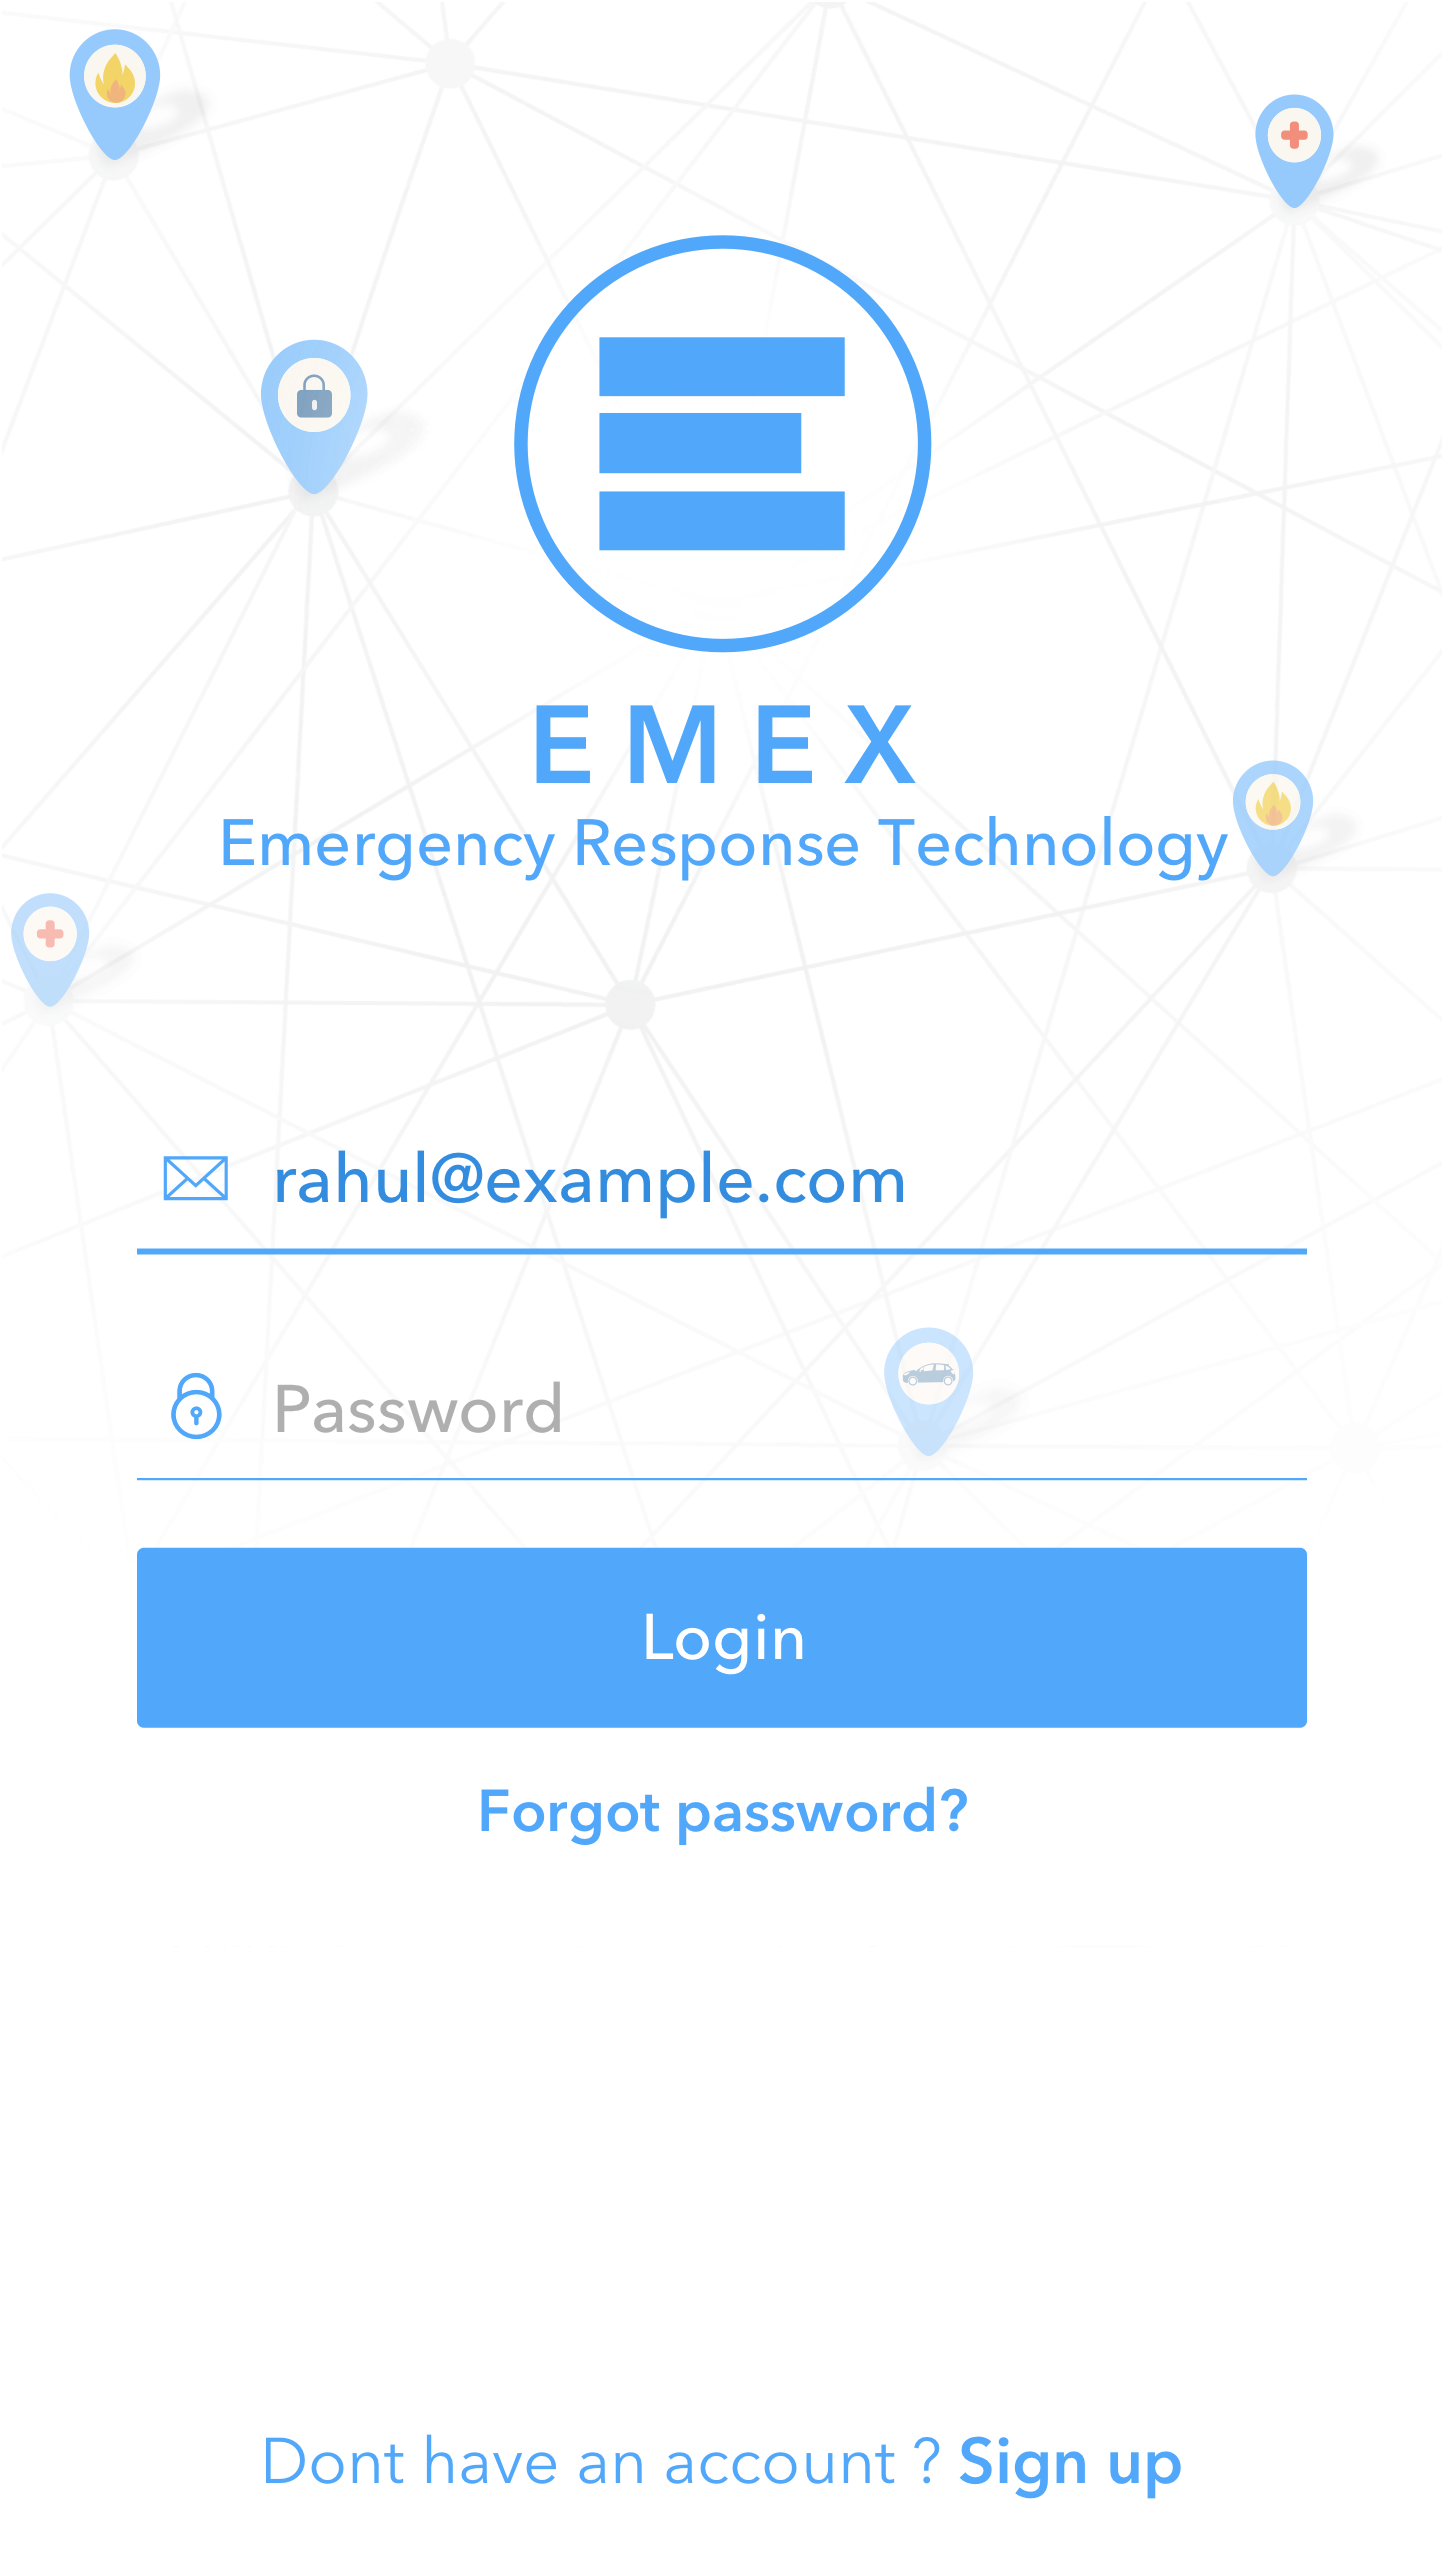 EMEX
Emergency Response Technology
rahul@example.com
Password
Login
Forgot password?
Dont have an account ? Sign up